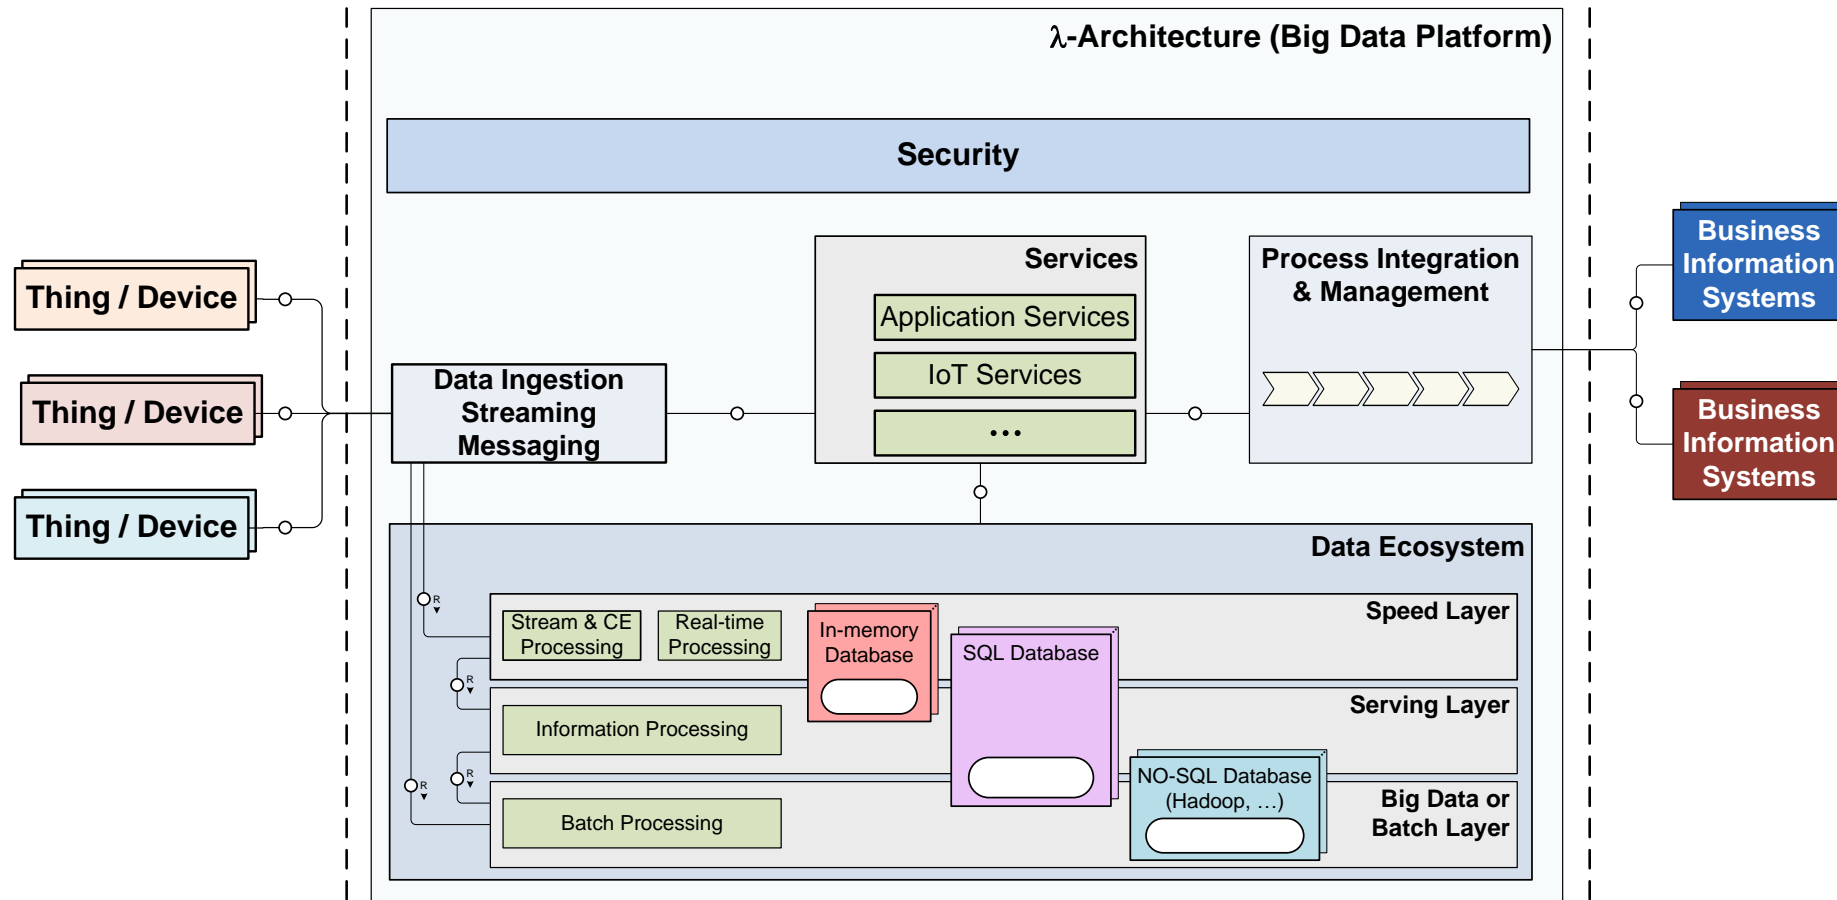 λ-Architecture (Big Data Platform)
Security
Thing / Device
Thing / Device
Thing / Device
Data Ingestion
Streaming
Messaging
Services
Application Services
IoT Services
...
Process Integration
& Management
Business
Information
Systems
Business
Information
Systems
Data Ecosystem
R
Speed Layer
Stream & CE
Processing
Real-time
Processing
In-memory
Database
SQL Database
R
Serving Layer
Information Processing
R
R
NO-SQL Database
(Hadoop, …)
Big Data or
Batch Layer
Batch Processing